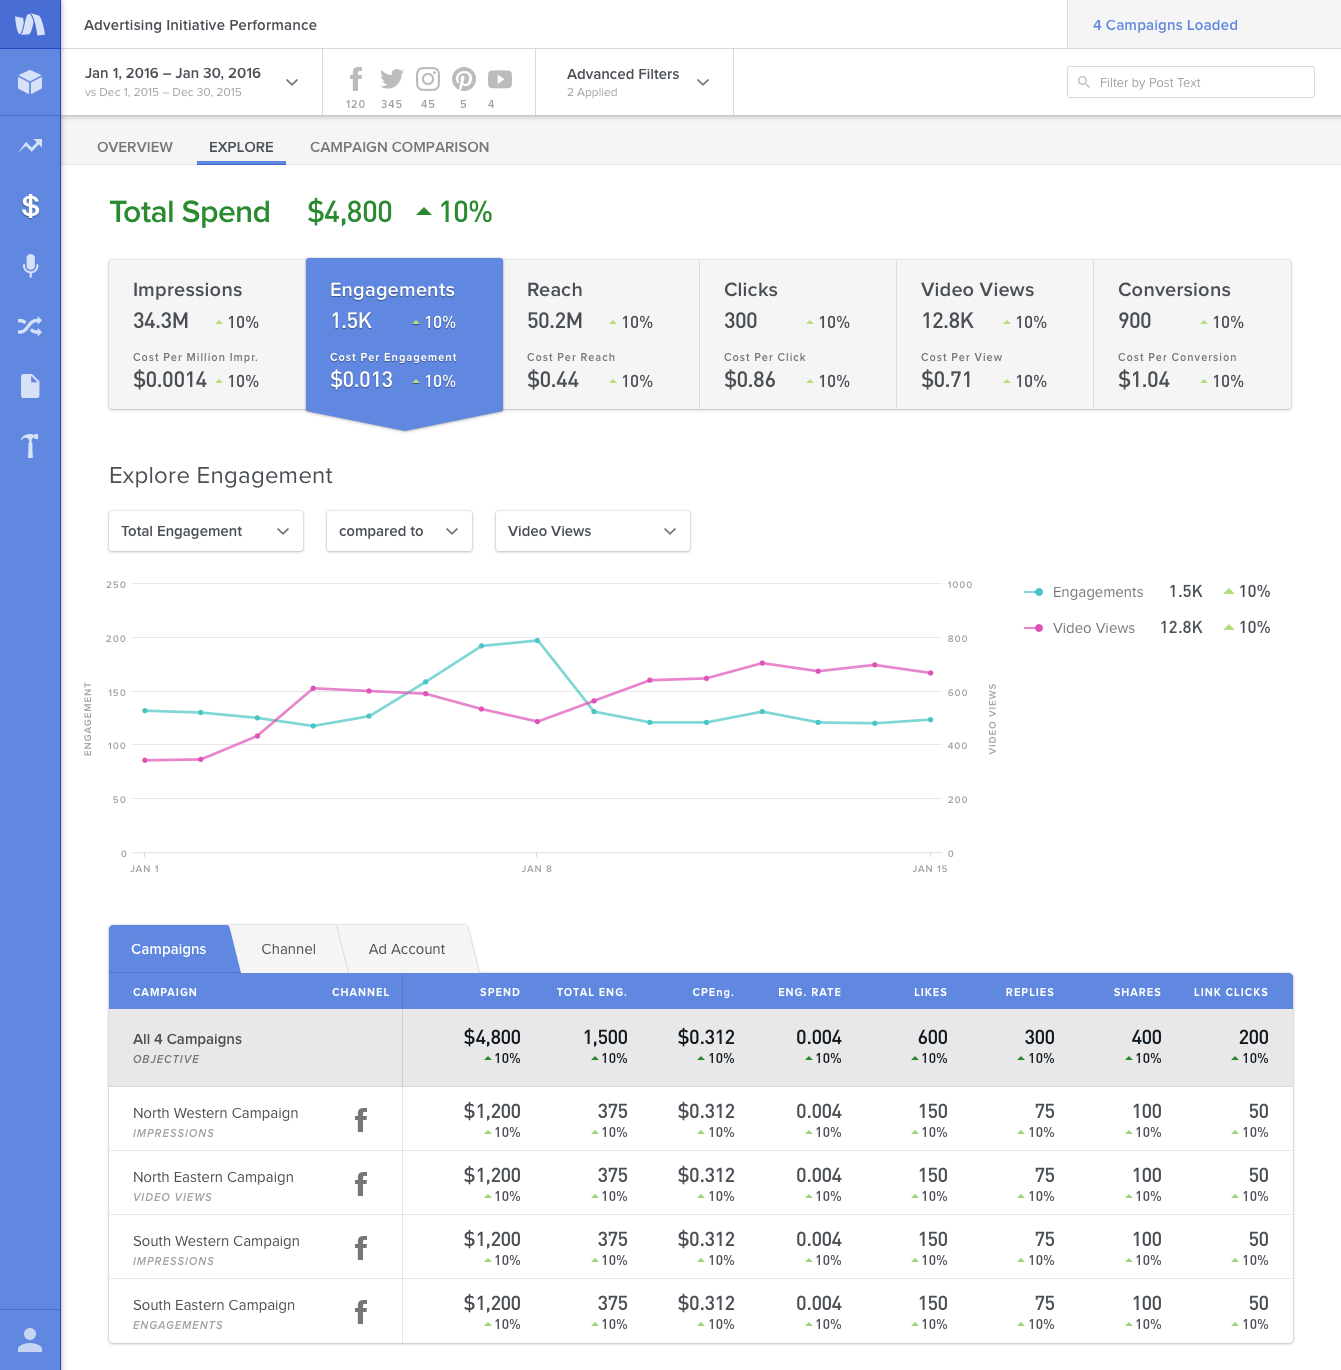 Advertising Initiative Performance
4 Campaigns Loaded
Jan 1, 2016 – Jan 30, 2016
vs Dec 1, 2015 – Dec 30, 2015
120 345 45 5 4
Advanced Filters
2 Applied
Filter by Post Text
OVERVIEW EXPLORE CAMPAIGN COMPARISON
Total Spend $4,800 10%
Impressions Engagements Reach Clicks Video Views Conversions
34.3M 10% 1.5K 10% 50.2M 10% 300 10% 12.8K 10% 900 10%
Cost Per Million Impr. Cost Per Engagement Cost Per Reach Cost Per Click Cost Per View Cost Per Conversion
$0.0014 10% $0.013 10% $0.44 10% $0.86 10% $0.71 10% $1.04 10%
Explore Engagement
Total Engagement compared to Video Views
250 1000
200 800
150 600
100 400
50 200
0 0
ENGAGEMENT
VIDEO VIEWS
JAN 1 JAN 8 JAN 15
Engagements 1.5K 10%
Video Views 12.8K 10%
Campaigns Channel Ad Account
CAMPAIGN CHANNEL SPEND TOTAL ENG. CPEng. ENG. RATE LIKES REPLIES SHARES LINK CLICKS
All 4 Campaigns $4,800 1,500 $0.312 0.004 600 300 400 200
OBJECTIVE 10% 10% 10% 10% 10% 10% 10% 10%
North Western Campaign $1,200 375 $0.312 0.004 150 75 100 50
IMPRESSIONS 10% 10% 10% 10% 10% 10% 10% 10%
North Eastern Campaign $1,200 375 $0.312 0.004 150 75 100 50
VIDEO VIEWS 10% 10% 10% 10% 10% 10% 10% 10%
South Western Campaign $1,200 375 $0.312 0.004 150 75 100 50
IMPRESSIONS 10% 10% 10% 10% 10% 10% 10% 10%
South Eastern Campaign $1,200 375 $0.312 0.004 150 75 100 50
ENGAGEMENTS 10% 10% 10% 10% 10% 10% 10% 10%